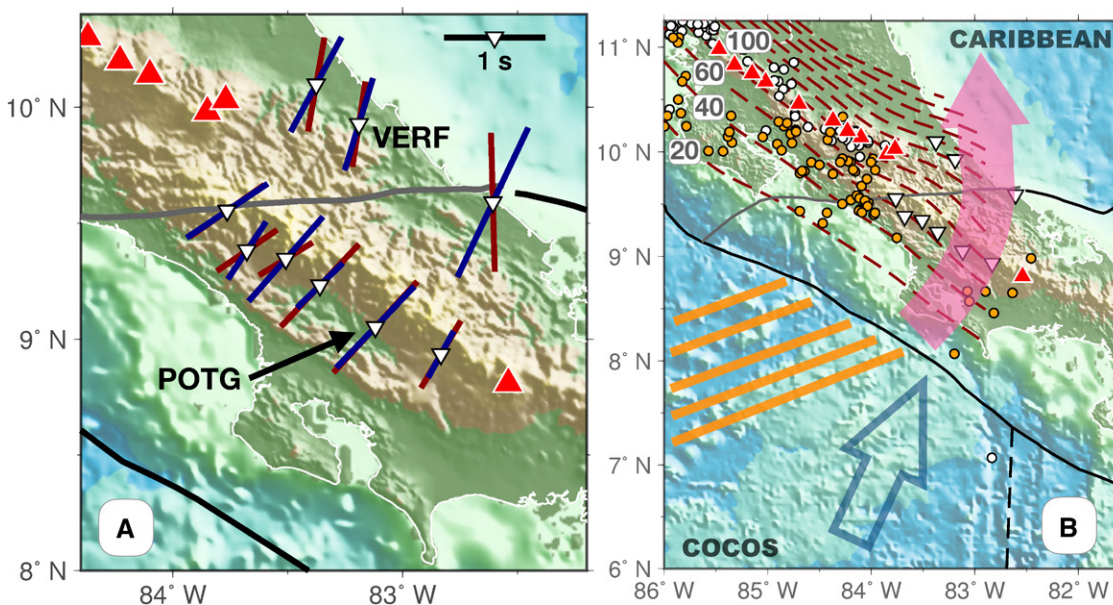 1 s
10° N
VERF
9° N
POTG
A
8° N
84° W
83° W
11° N
100
CARIBBEAN
60
40
10° N
20
9° N
8° N
7° N
B
COCOS
6° N
86° W
85° W
84° W
83° W
82° W